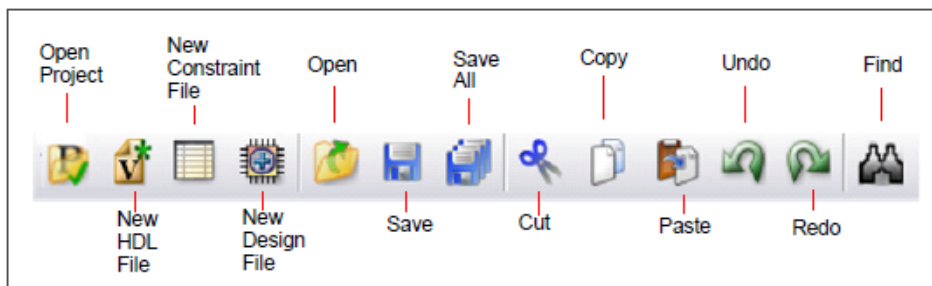 Open
Project
New
Constraint
File
Open
Save
All
Copy
Undo
Find
P
V
New
HDL
File
New
Design
File
Save
Cut
Paste
Redo